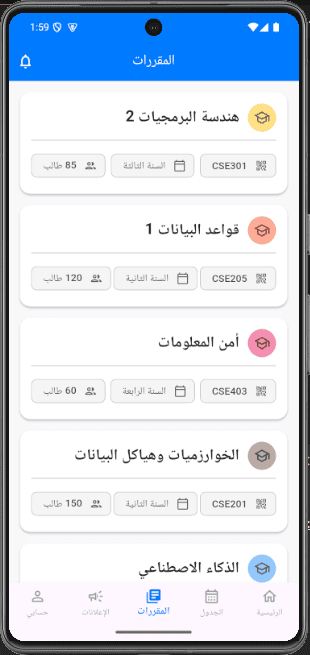 1:59
المقررات
هندسة البرمجيات 2
CSE301 السنة الثالثة 85 طالب
قواعد البيانات 1
CSE205 السنة الثانية 120 طالب
أمن المعلومات
CSE403 السنة الرابعة 60 طالب
الخوارزميات وهياكل البيانات
CSE201 السنة الثانية 150 طالب
الذكاء الاصطناعي
الرئيسية الجدول المقررات الإعلانات حسابي